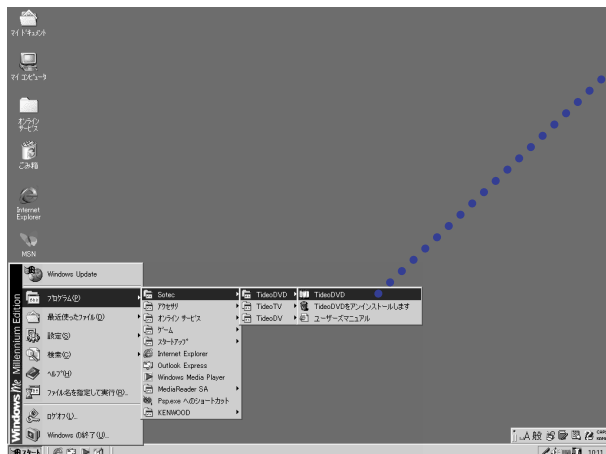 マイ ドキュメント
マイ コンピュータ
オンライン
サービス
ごみ箱
Internet
Explorer
MSN
Windows Me Millennium Edition
Windows Update
プログラム(P)
最近使ったファイル(D)
設定(S)
検索(C)
ヘルプ(H)
ファイル名を指定して実行(R)...
ログオフ(L)...
Windows の終了(U)...
Sotec
アクセサリ
オンライン サービス
ゲーム
スタートアップ
Internet Explorer
Outlook Express
Windows Media Player
MediaReader SA
Psp.exe へのショートカット
KENWOOD
TideoDVD
TideoTV
TideoDV
TideoDVD
TideoDVDをアンインストールします
ユーザーズマニュアル
A 般
CAPS
スタート
10:11